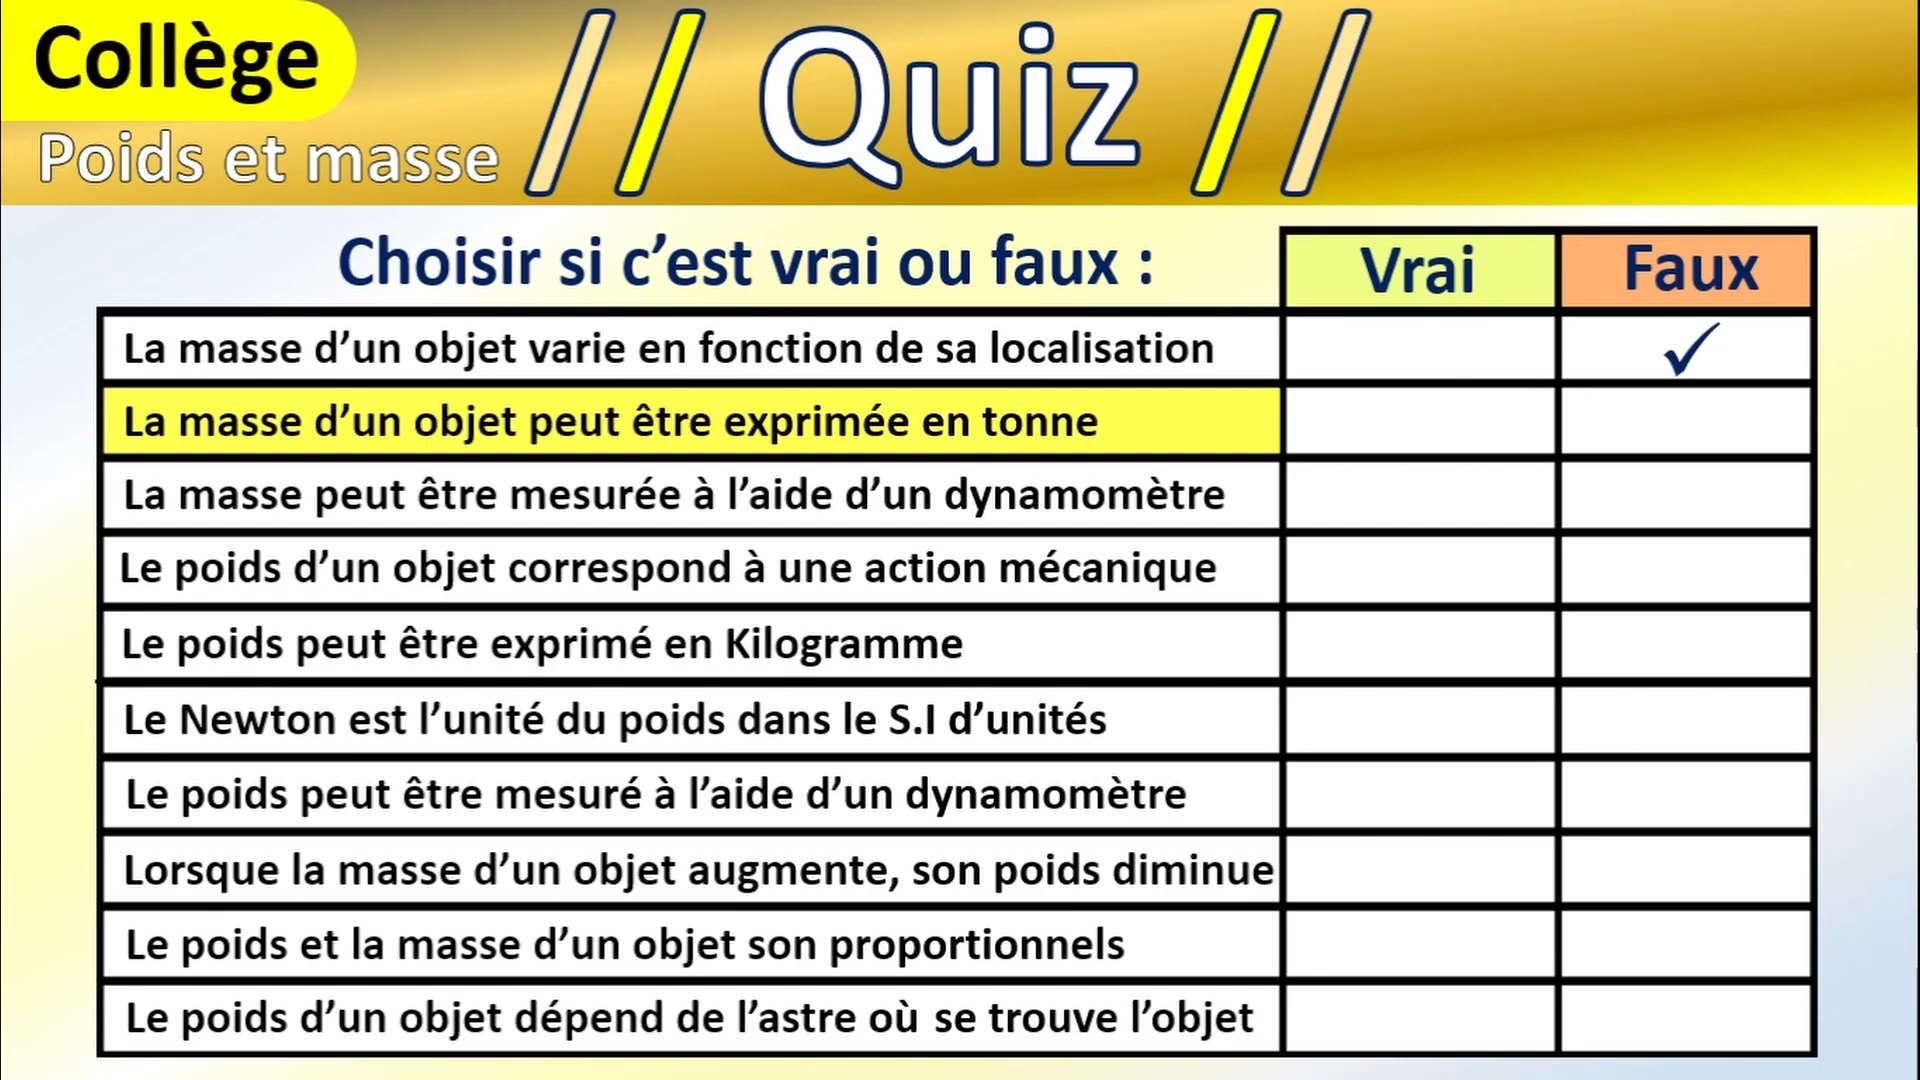 Collège
Poids et masse
// Quiz //
Choisir si c’est vrai ou faux :
Vrai
Faux
La masse d’un objet varie en fonction de sa localisation ✓
La masse d’un objet peut être exprimée en tonne
La masse peut être mesurée à l’aide d’un dynamomètre
Le poids d’un objet correspond à une action mécanique
Le poids peut être exprimé en Kilogramme
Le Newton est l’unité du poids dans le S.I d’unités
Le poids peut être mesuré à l’aide d’un dynamomètre
Lorsque la masse d’un objet augmente, son poids diminue
Le poids et la masse d’un objet son proportionnels
Le poids d’un objet dépend de l’astre où se trouve l’objet